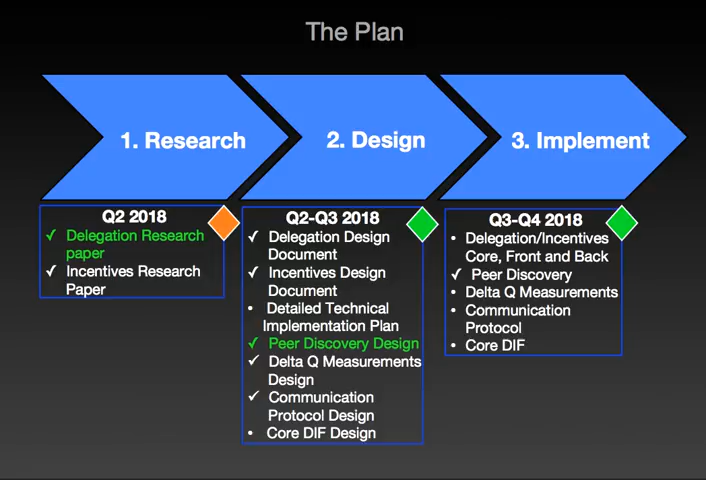 The Plan
1. Research
2. Design
3. Implement
Q2 2018
✓ Delegation Research
paper
✓ Incentives Research
Paper
Q2-Q3 2018
✓ Delegation Design
Document
✓ Incentives Design
Document
• Detailed Technical
Implementation Plan
✓ Peer Discovery Design
✓ Delta Q Measurements
Design
✓ Communication
Protocol Design
• Core DIF Design
Q3-Q4 2018
• Delegation/Incentives
Core, Front and Back
✓ Peer Discovery
• Delta Q Measurements
• Communication
Protocol
• Core DIF